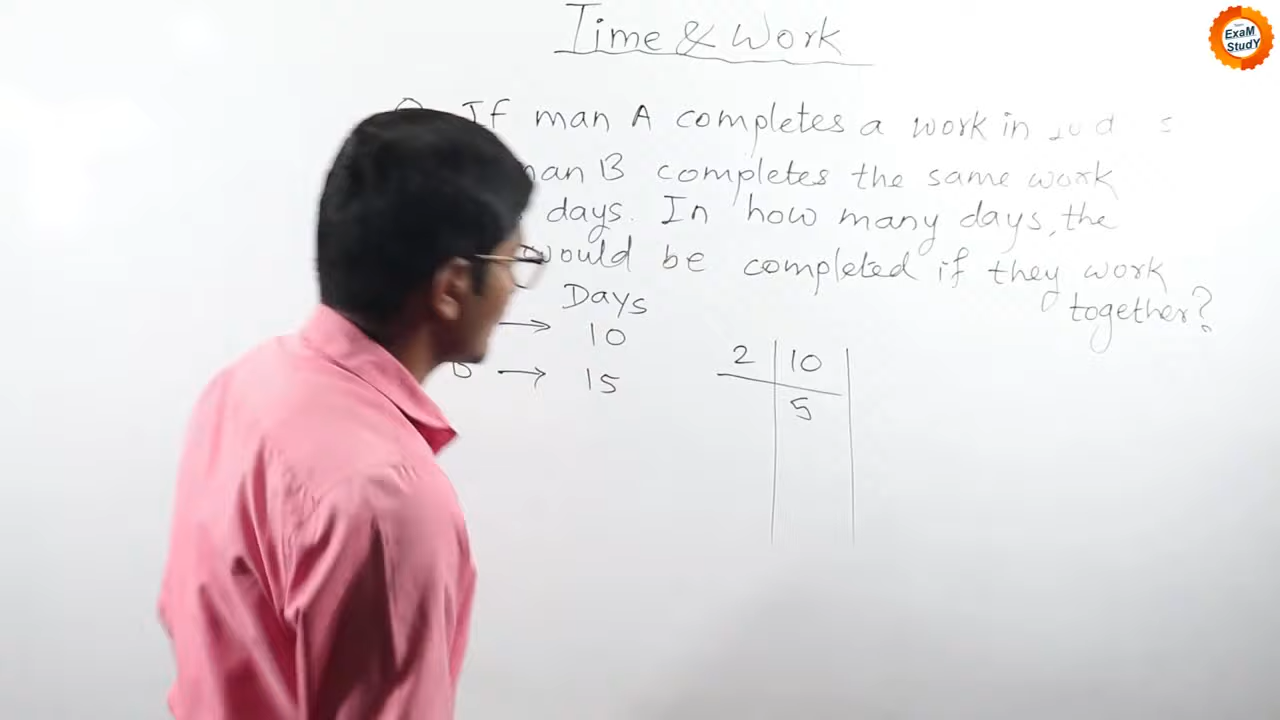 Time & Work
If man A completes a work in
man B completes the same work
days. In how many days, the
would be completed if they work
together?
Days
→ 10
→ 15
2 10
5
ExaM
StudY